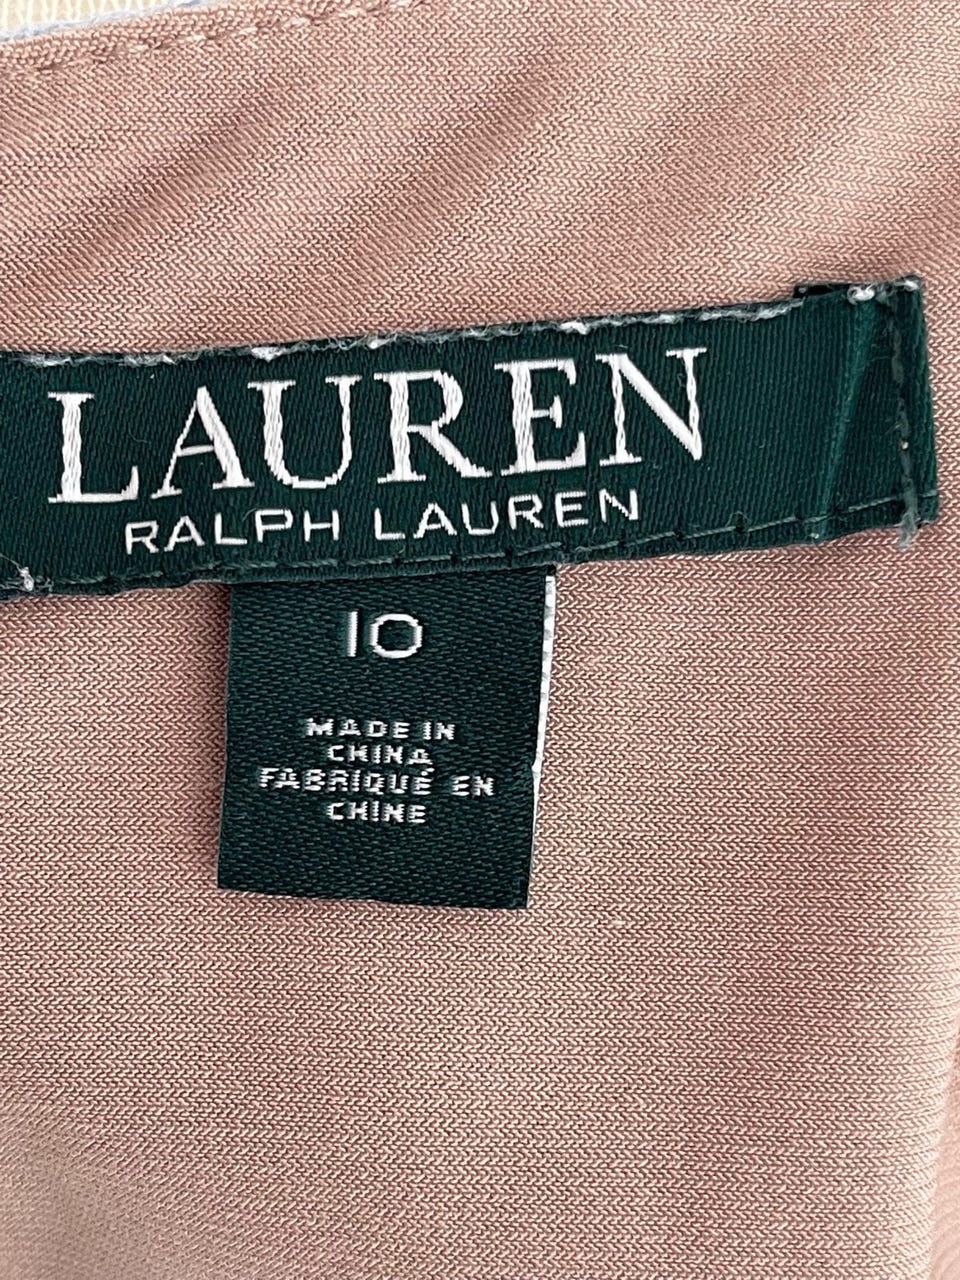 LAUREN
RALPH LAUREN
10
MADE IN
CHINA
FABRIQUÉ EN
CHINE